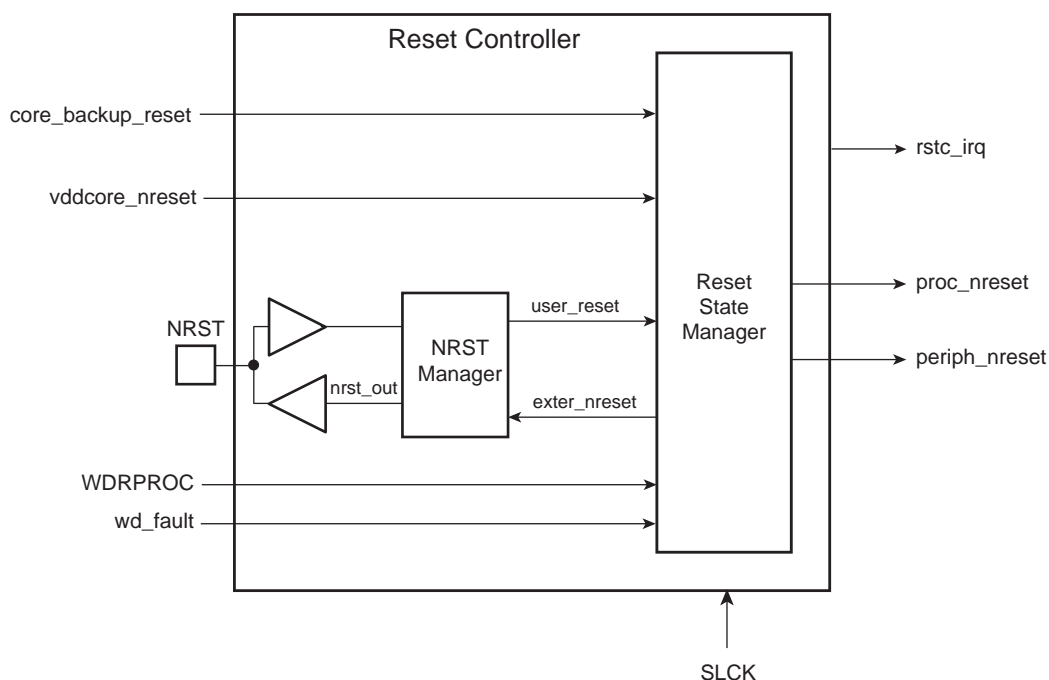 Reset Controller
core_backup_reset
rstc_irq
vddcore_nreset
Reset
State
Manager
proc_nreset
user_reset
NRST
NRST
Manager
periph_nreset
nrst_out
exter_nreset
WDRPROC
wd_fault
SLCK